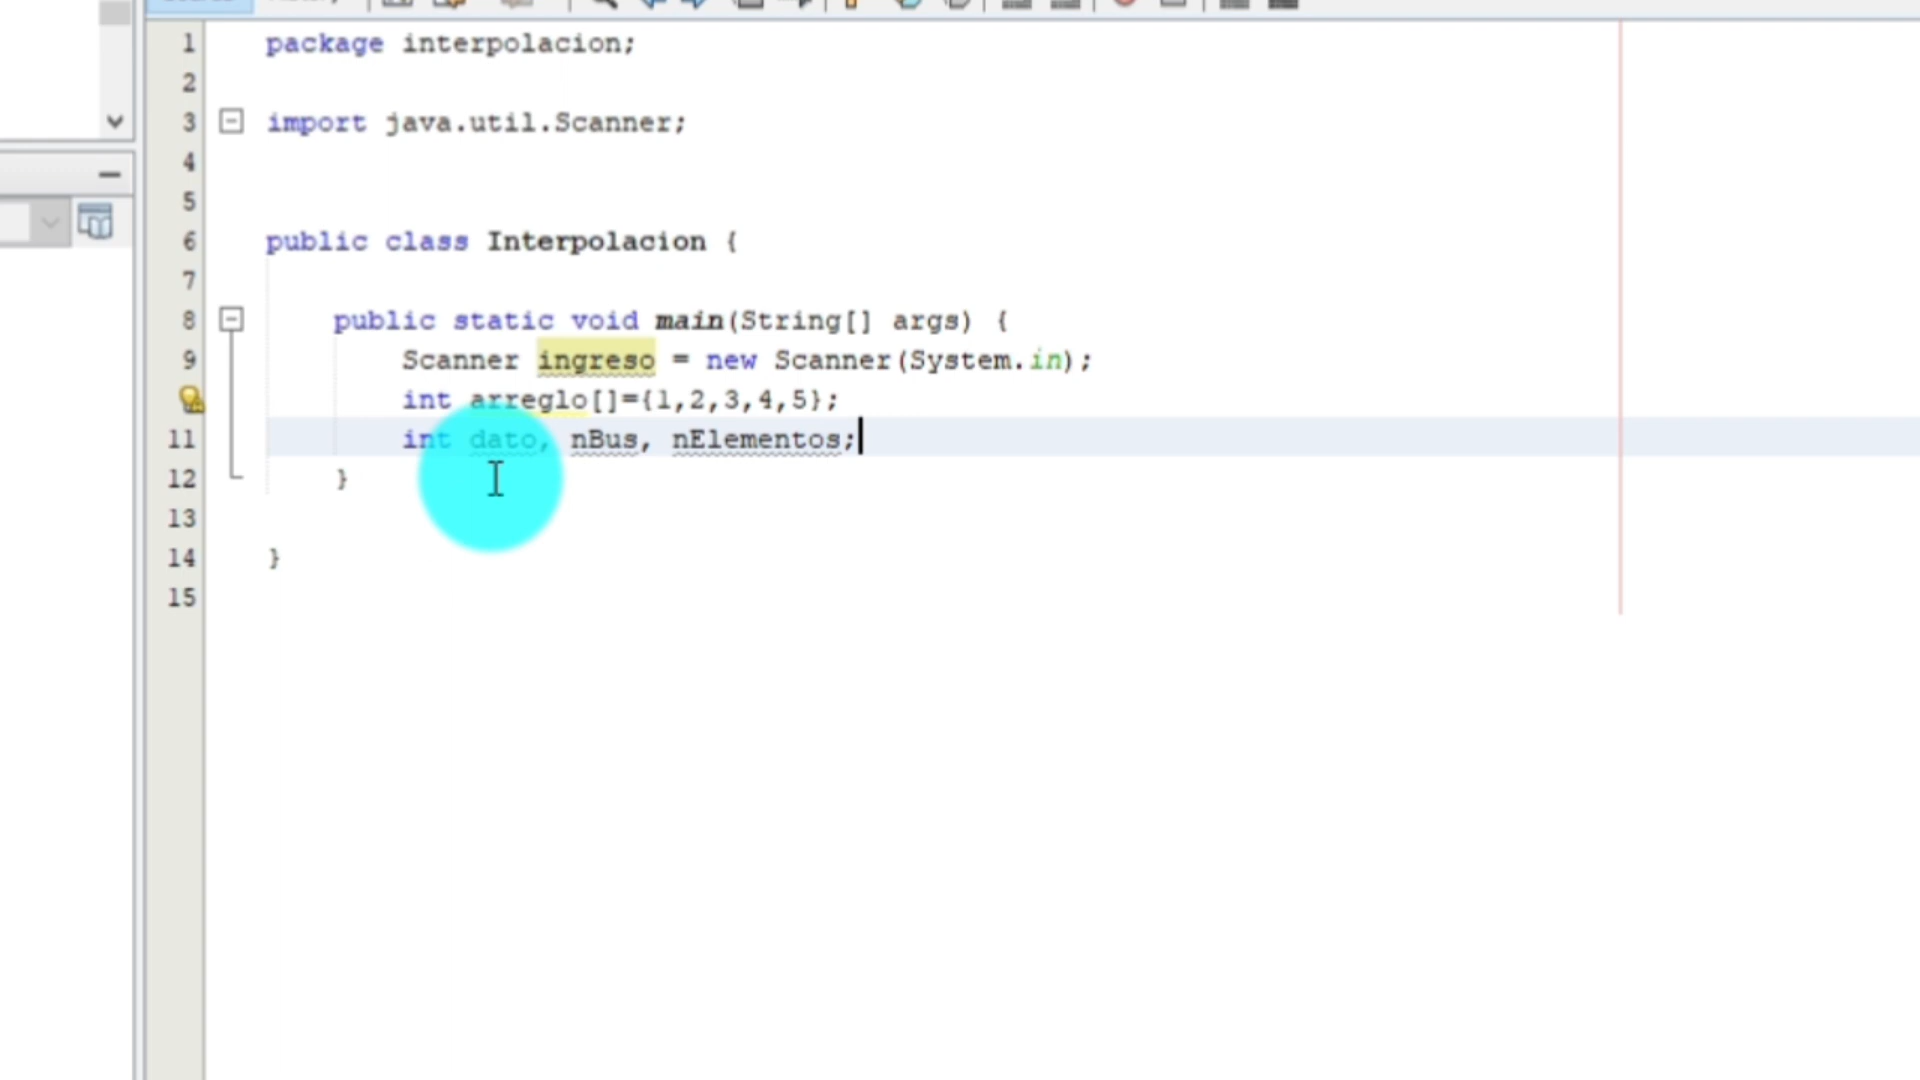 1 package interpolacion;
2
3 import java.util.Scanner;
4
5
6 public class Interpolacion {
7
8 public static void main(String[] args) {
9 Scanner ingreso = new Scanner(System.in);
int arreglo[]={1,2,3,4,5};
11 int dato, nBus, nElementos;
12 }
13
14 }
15